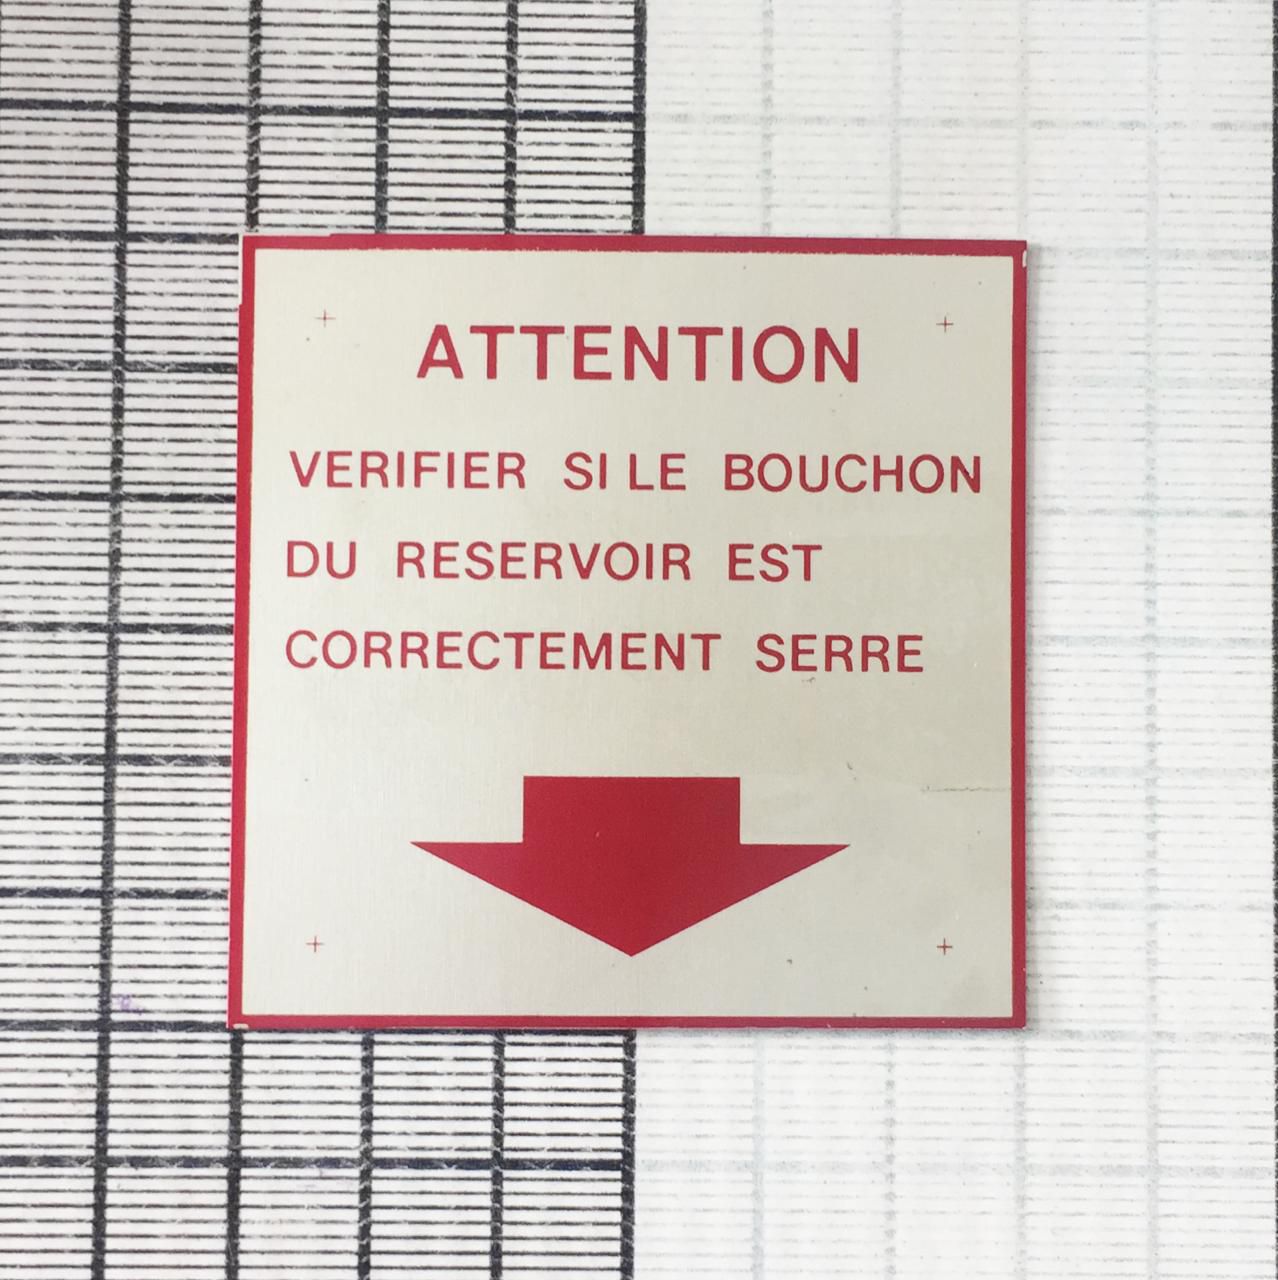 ATTENTION
VERIFIER SI LE BOUCHON
DU RESERVOIR EST
CORRECTEMENT SERRE